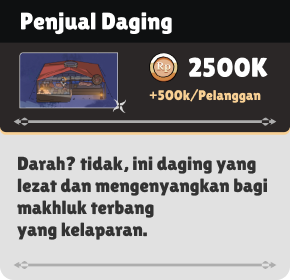 Penjual Daging
Rp 2500K
+500k/Pelanggan
Darah? tidak, ini daging yang
lezat dan mengenyangkan bagi
makhluk terbang
yang kelaparan.